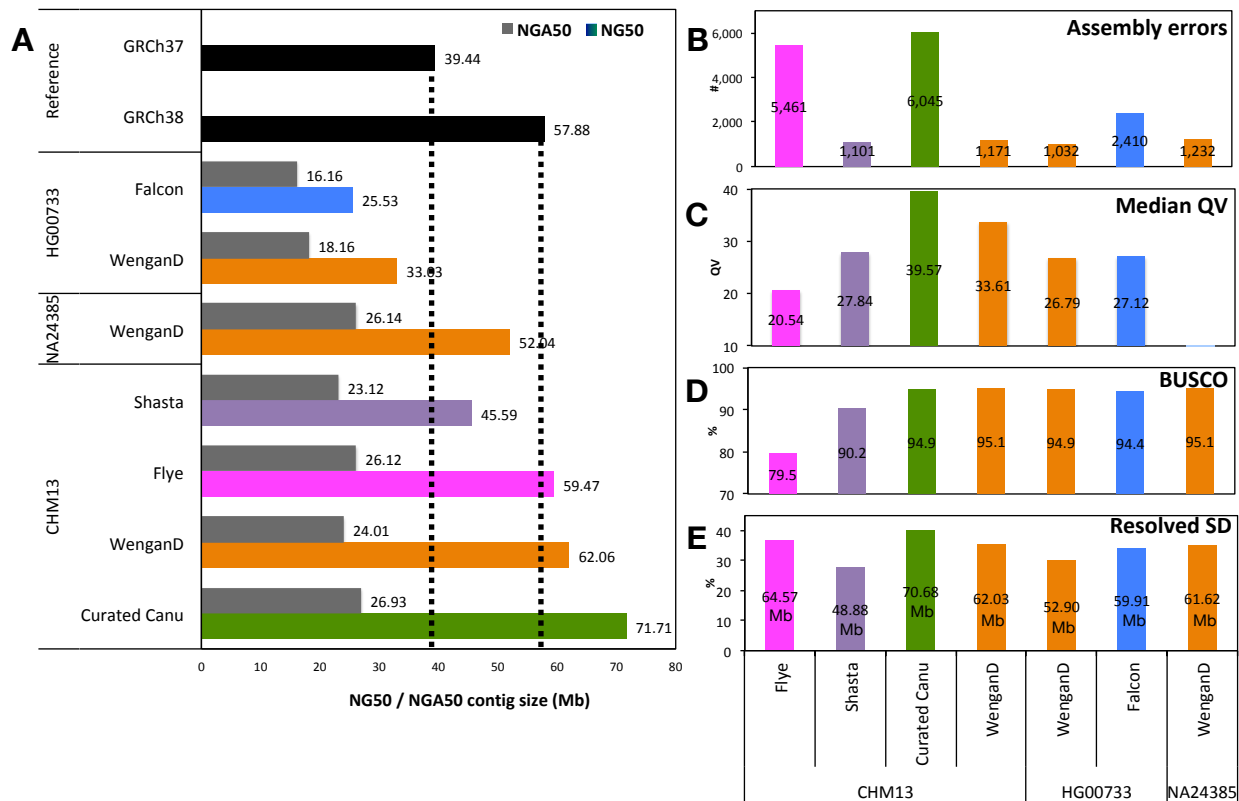 A
NGA50 NG50
Reference
GRCh37
39.44
GRCh38
57.88
HG00733
Falcon
16.16
25.53
WenganD
18.16
33.03
NA24385
WenganD
26.14
52.04
CHM13
Shasta
23.12
45.59
Flye
26.12
59.47
WenganD
24.01
62.06
Curated Canu
26.93
71.71
0 10 20 30 40 50 60 70 80
NG50 / NGA50 contig size (Mb)
B
Assembly errors
#
6,000
4,000
2,000
0
5,461 1,101 6,045 1,171 1,032 2,410 1,232
C
Median QV
QV
40
30
20
10
20.54 27.84 39.57 33.61 26.79 27.12
D
BUSCO
%
100
90
80
70
79.5 90.2 94.9 95.1 94.9 94.4 95.1
E
Resolved SD
%
40
30
20
10
0
64.57 Mb
48.88 Mb
70.68 Mb
62.03 Mb
52.90 Mb
59.91 Mb
61.62 Mb
Flye
Shasta
Curated Canu
WenganD
WenganD
Falcon
WenganD
CHM13 HG00733 NA24385